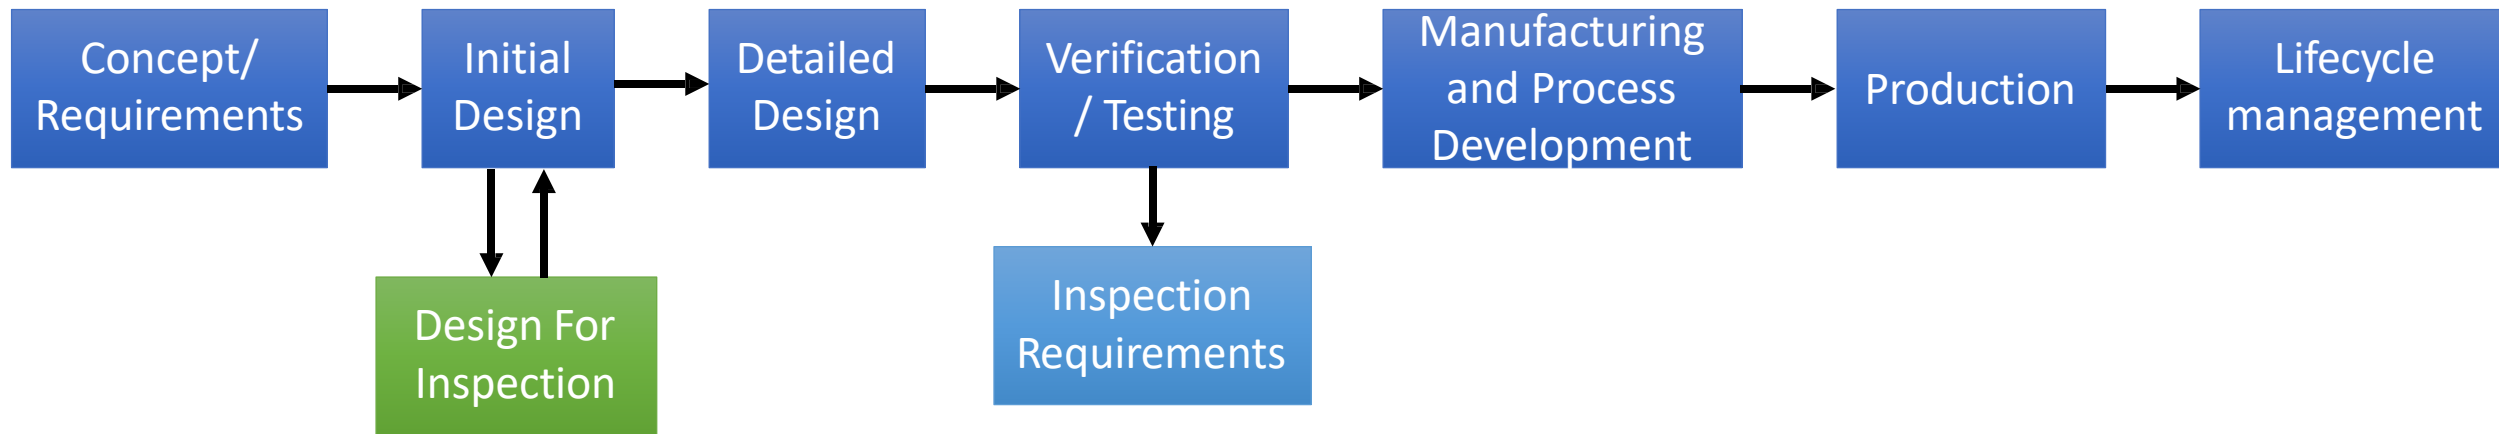 Concept/
Requirements
Initial
Design
Detailed
Design
Verification
/ Testing
Manufacturing
and Process
Development
Production
Lifecycle
management
Design For
Inspection
Inspection
Requirements